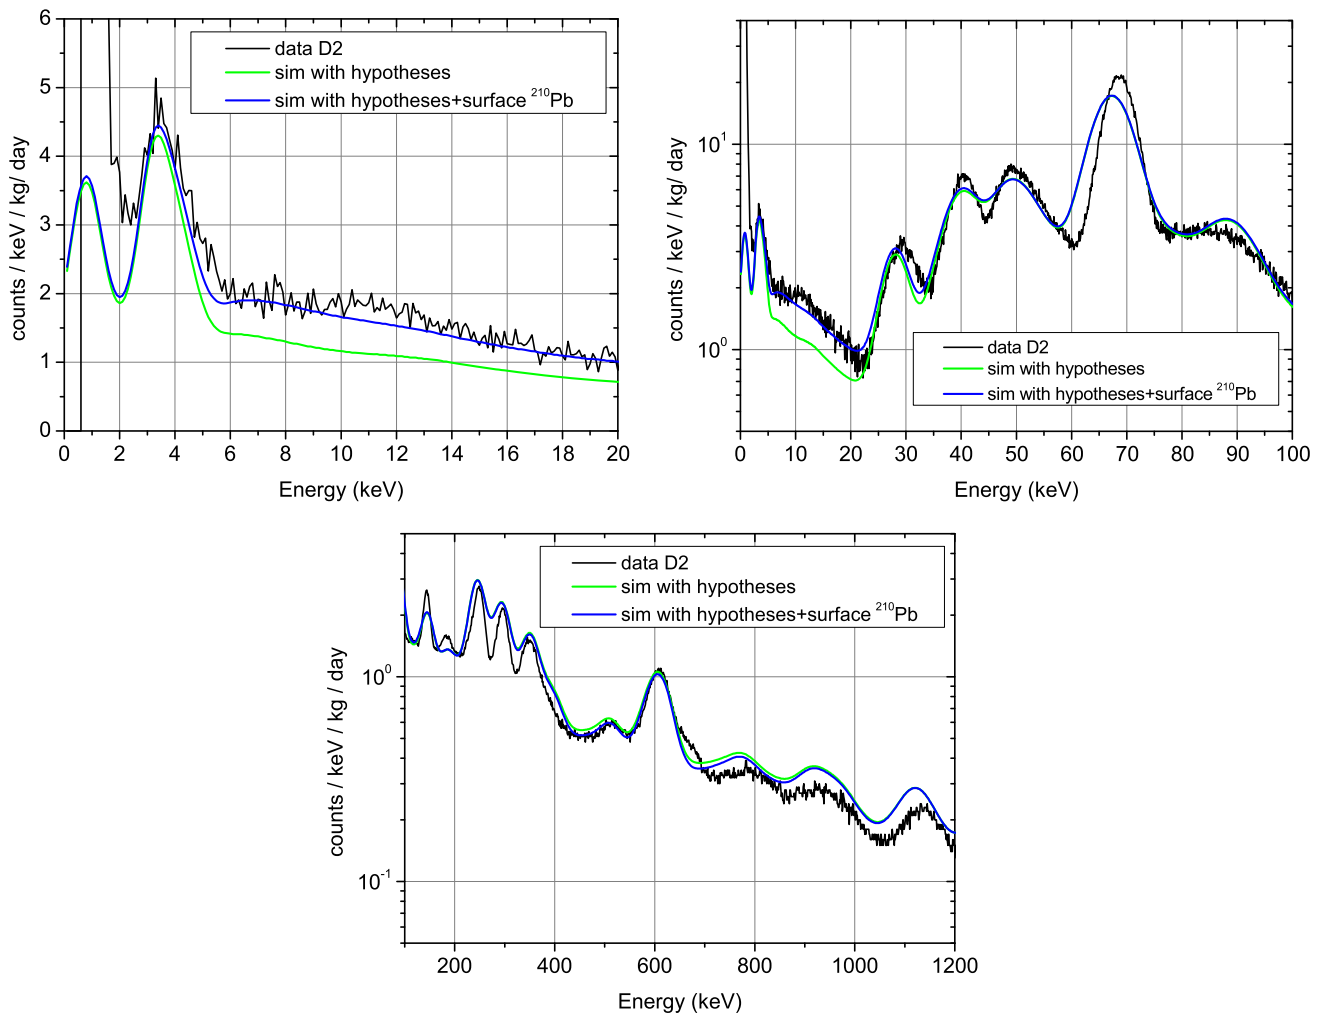 6
5
4
3
2
1
0
counts / keV / kg/ day
data D2
sim with hypotheses
sim with hypotheses+surface ²¹⁰Pb
0 2 4 6 8 10 12 14 16 18 20
Energy (keV)
10¹
10⁰
counts / keV / kg/ day
data D2
sim with hypotheses
sim with hypotheses+surface ²¹⁰Pb
0 10 20 30 40 50 60 70 80 90 100
Energy (keV)
10⁰
10⁻¹
counts / keV / kg / day
data D2
sim with hypotheses
sim with hypotheses+surface ²¹⁰Pb
200 400 600 800 1000 1200
Energy (keV)